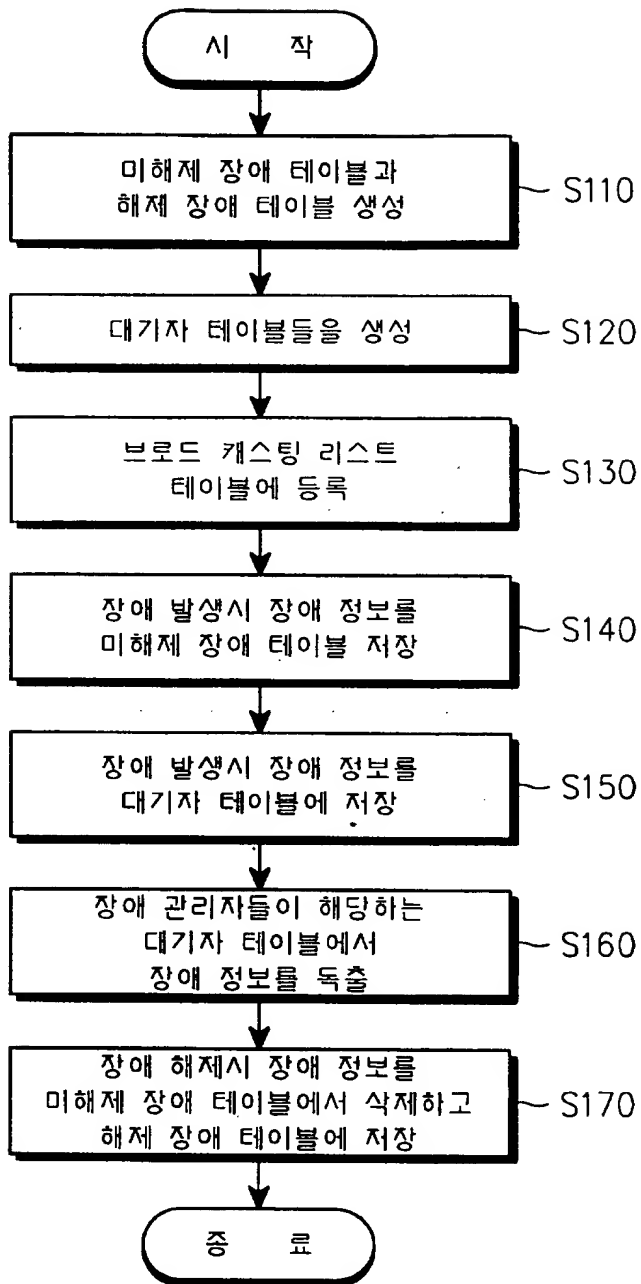 시 작
미해제 장애 테이블과
해제 장애 테이블 생성
S110
대기자 테이블들을 생성
S120
브로드 캐스팅 리스트
테이블에 등록
S130
장애 발생시 장애 정보를
미해제 장애 테이블 저장
S140
장애 발생시 장애 정보를
대기자 테이블에 저장
S150
장애 관리자들이 해당하는
대기자 테이블에서
장애 정보를 독출
S160
장애 해제시 장애 정보를
미해제 장애 테이블에서 삭제하고
해제 장애 테이블에 저장
S170
종 료